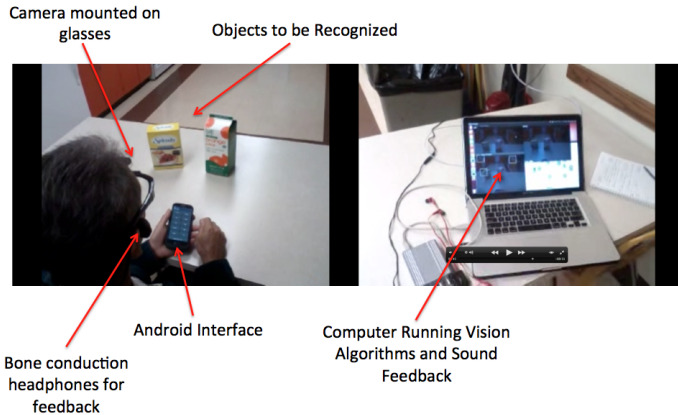 Camera mounted on
glasses
Objects to be Recognized
Splenda
Android Interface
Bone conduction
headphones for
feedback
Computer Running Vision
Algorithms and Sound
Feedback